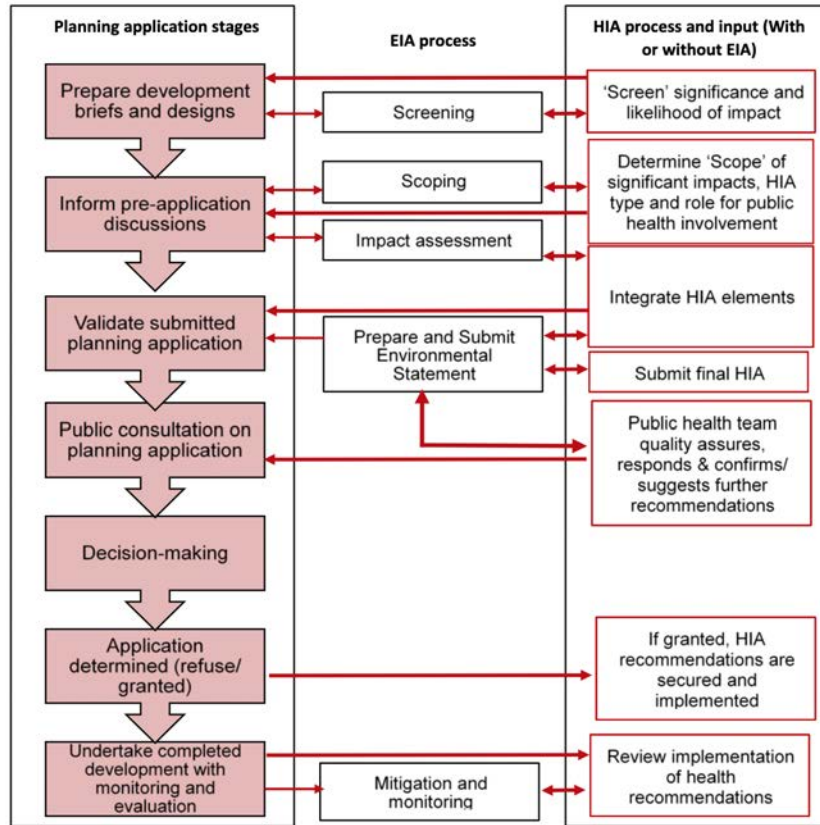 Planning application stages
EIA process
HIA process and input (With
or without EIA)
Prepare development
briefs and designs
Screening
‘Screen’ significance and
likelihood of impact
Inform pre-application
discussions
Scoping
Impact assessment
Determine ‘Scope’ of
significant impacts, HIA
type and role for public
health involvement
Integrate HIA elements
Validate submitted
planning application
Prepare and Submit
Environmental
Statement
Submit final HIA
Public consultation on
planning application
Public health team
quality assures,
responds & confirms/
suggests further
recommendations
Decision-making
Application
determined (refuse/
granted)
If granted, HIA
recommendations are
secured and
implemented
Undertake completed
development with
monitoring and
evaluation
Mitigation and
monitoring
Review implementation
of health
recommendations